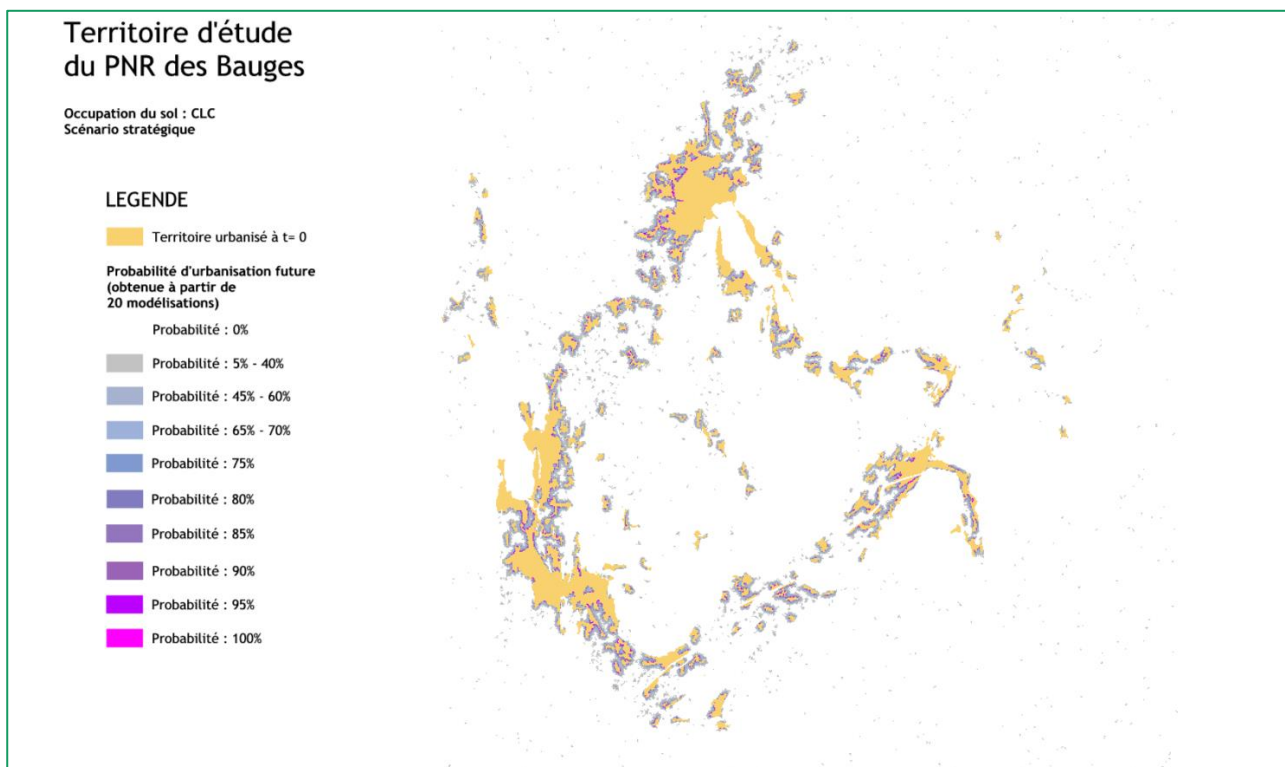 Territoire d'étude
du PNR des Bauges
Occupation du sol : CLC
Scénario stratégique
LEGENDE
Territoire urbanisé à t= 0
Probabilité d'urbanisation future
(obtenue à partir de
20 modélisations)
Probabilité : 0%
Probabilité : 5% - 40%
Probabilité : 45% - 60%
Probabilité : 65% - 70%
Probabilité : 75%
Probabilité : 80%
Probabilité : 85%
Probabilité : 90%
Probabilité : 95%
Probabilité : 100%